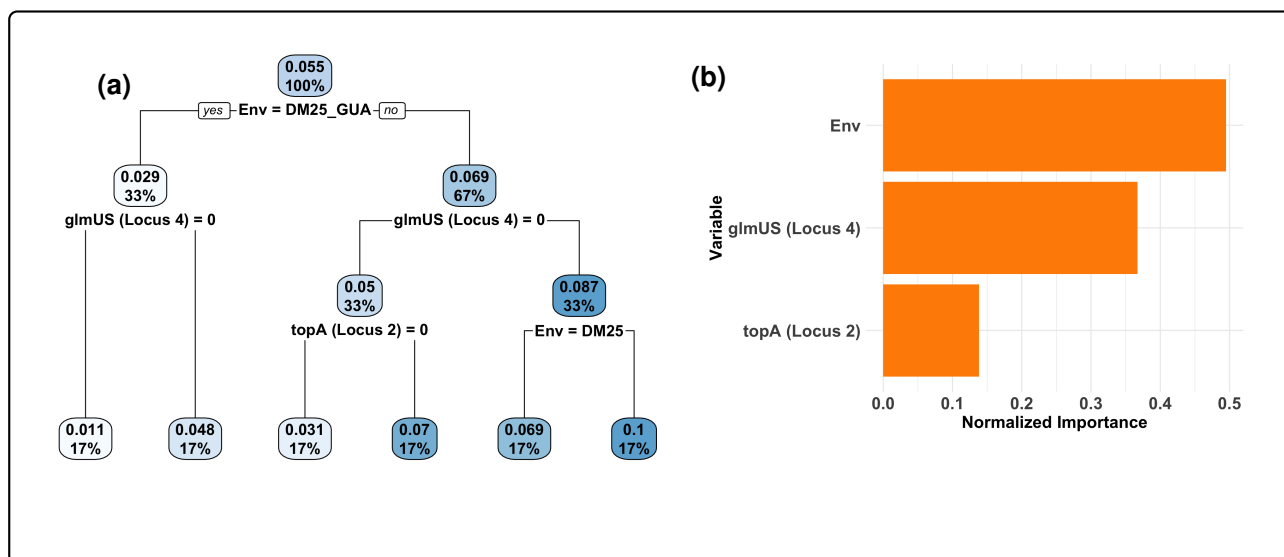 (a)
0.055
100%
yes Env = DM25_GUA no
0.029
33%
glmUS (Locus 4) = 0
0.069
67%
glmUS (Locus 4) = 0
0.05
33%
topA (Locus 2) = 0
0.087
33%
Env = DM25
0.011
17%
0.048
17%
0.031
17%
0.07
17%
0.069
17%
0.1
17%
(b)
Variable
Env
glmUS (Locus 4)
topA (Locus 2)
0.0 0.1 0.2 0.3 0.4 0.5
Normalized Importance